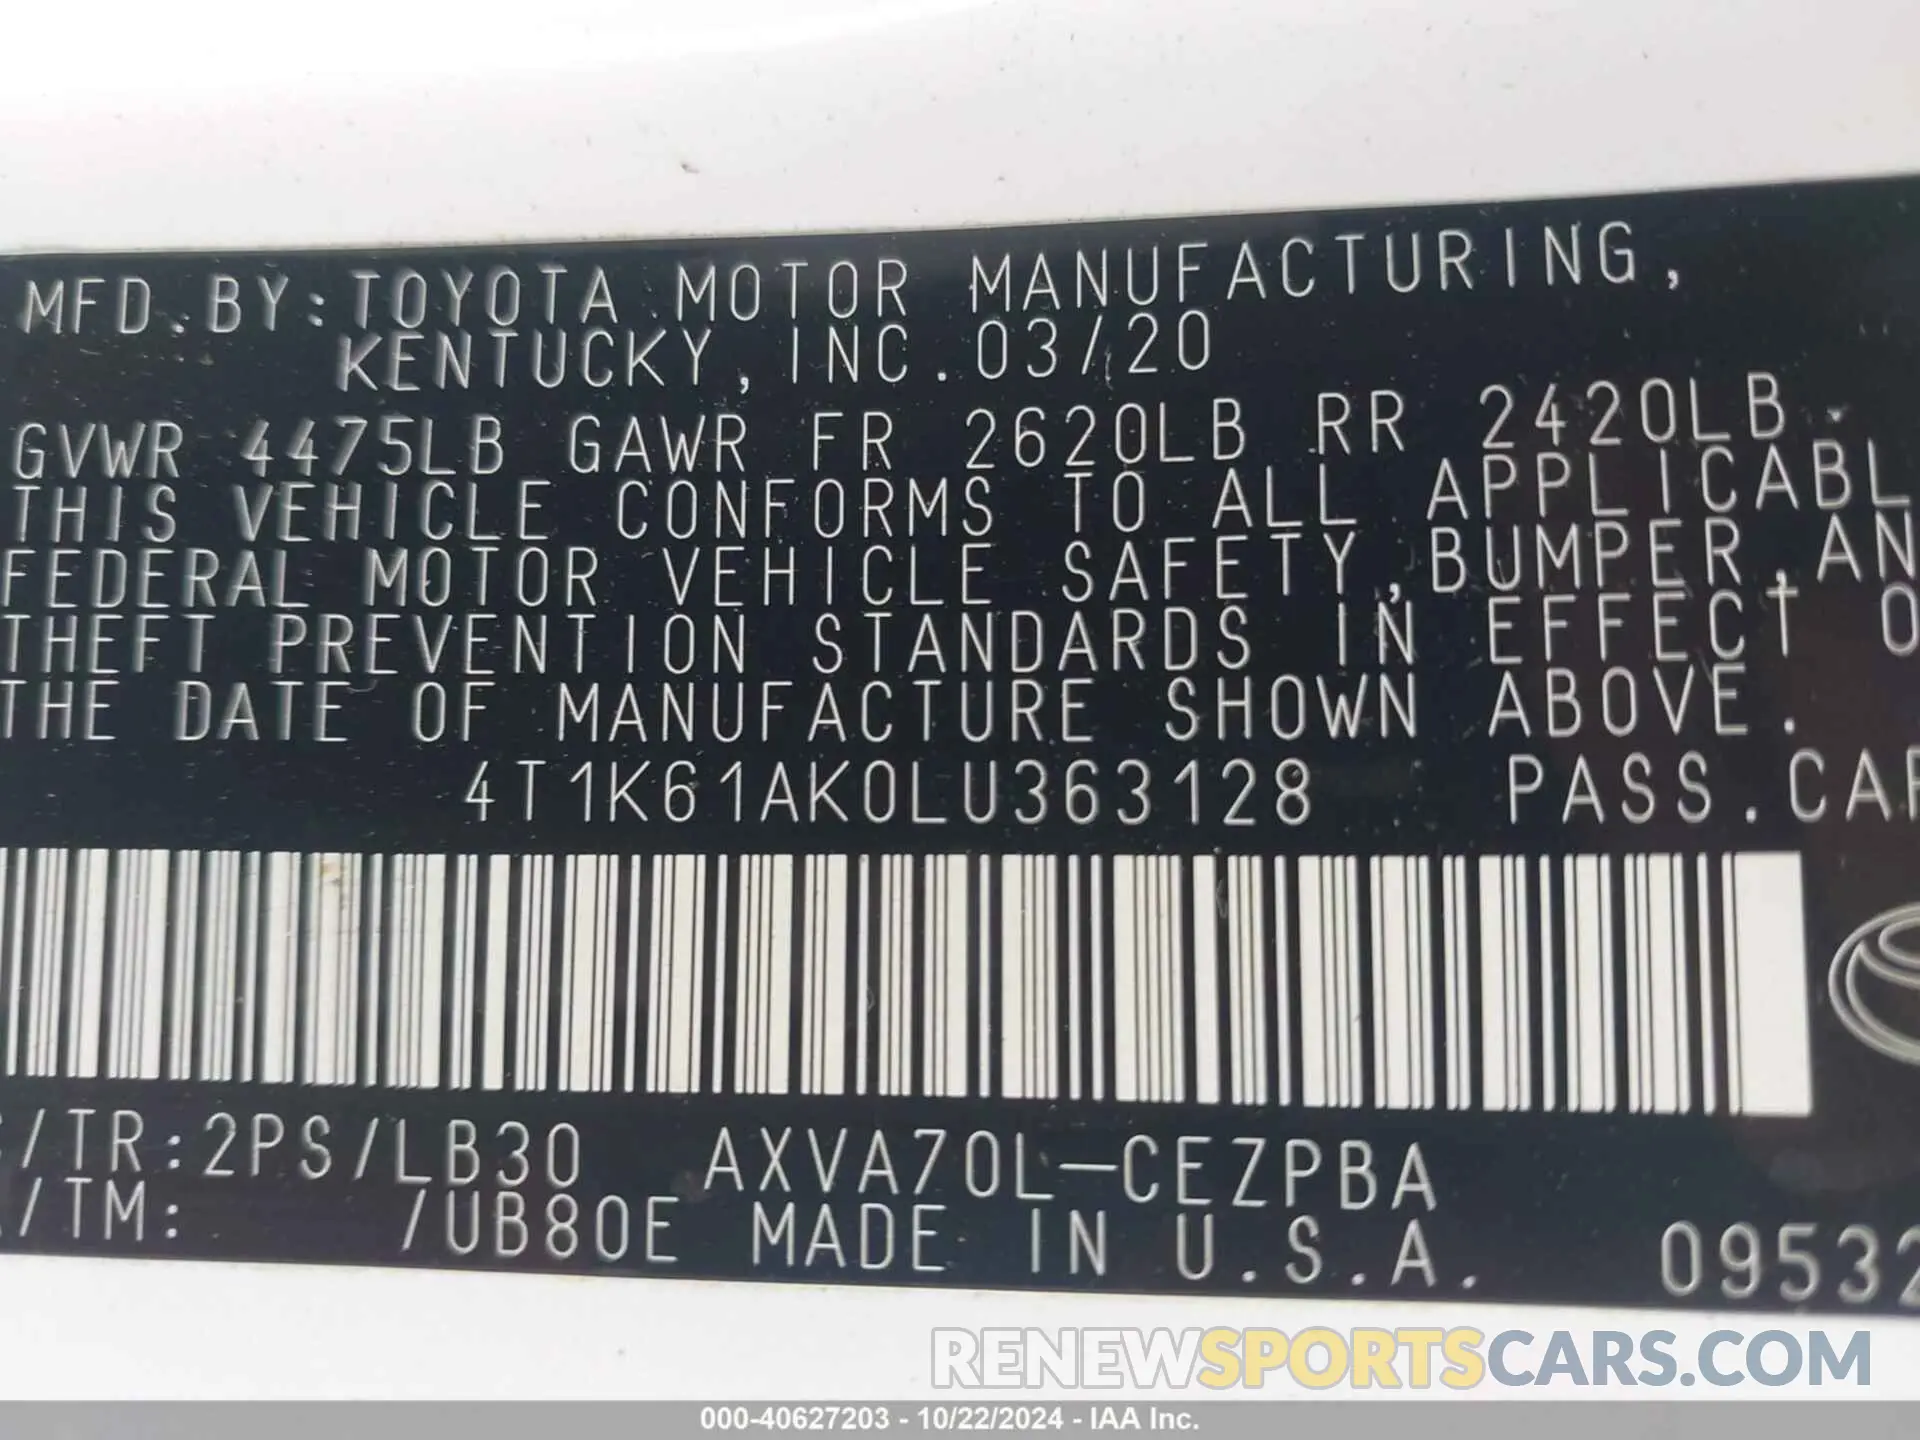 MFD.BY:TOYOTA MOTOR MANUFACTURING,
KENTUCKY, INC.03/20
GVWR 4475LB GAWR FR 2620LB RR 2420LB
THIS VEHICLE CONFORMS TO ALL APPLICABL
FEDERAL MOTOR VEHICLE SAFETY,BUMPER,AN
THEFT PREVENTION STANDARDS IN EFFECT O
THE DATE OF MANUFACTURE SHOWN ABOVE.
4T1K61AK0LU363128 PASS.CAR
/TR:2PS/LB30 AXVA70L-CEZPBA
/TM: /UB80E MADE IN U.S.A. 09532
RENEWSPORTSCARS.COM
000-40627203 - 10/22/2024 - IAA Inc.